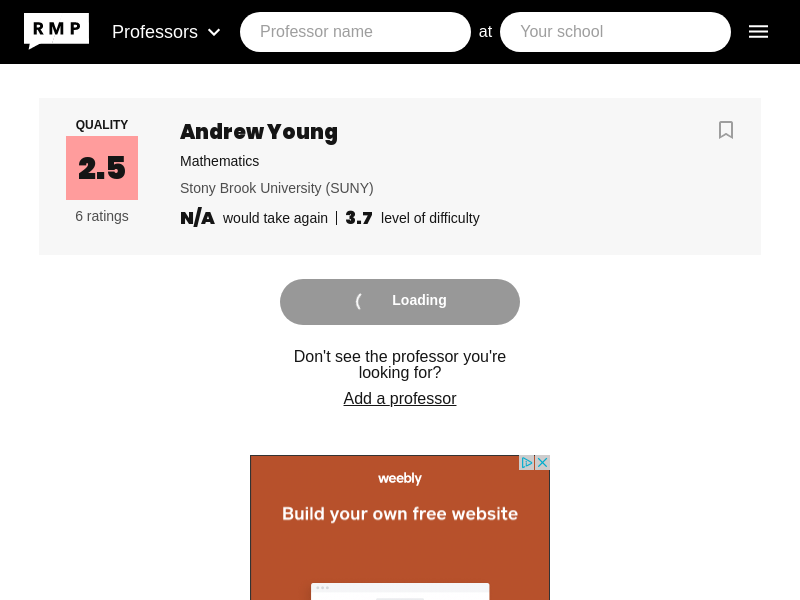 RMP
Professors
Professor name
at
Your school
QUALITY
2.5
6 ratings
Andrew Young
Mathematics
Stony Brook University (SUNY)
N/A would take again | 3.7 level of difficulty
Loading
Don't see the professor you're
looking for?
Add a professor
weebly
Build your own free website